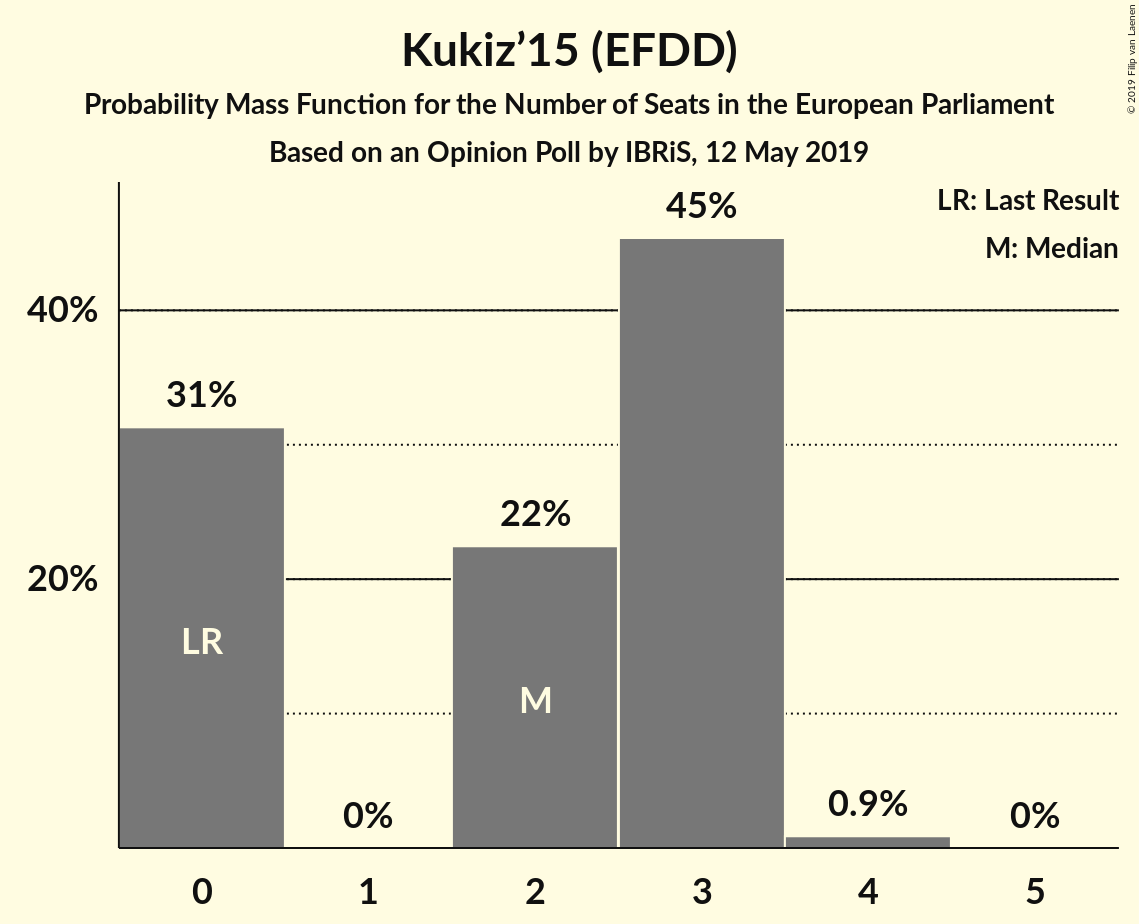 Kukiz’15 (EFDD)
Probability Mass Function for the Number of Seats in the European Parliament
Based on an Opinion Poll by IBRiS, 12 May 2019
© 2019 Filip van Laenen
LR: Last Result
M: Median
45%
40%
31%
22%
20%
LR
M
0%
0.9%
0%
0 1 2 3 4 5